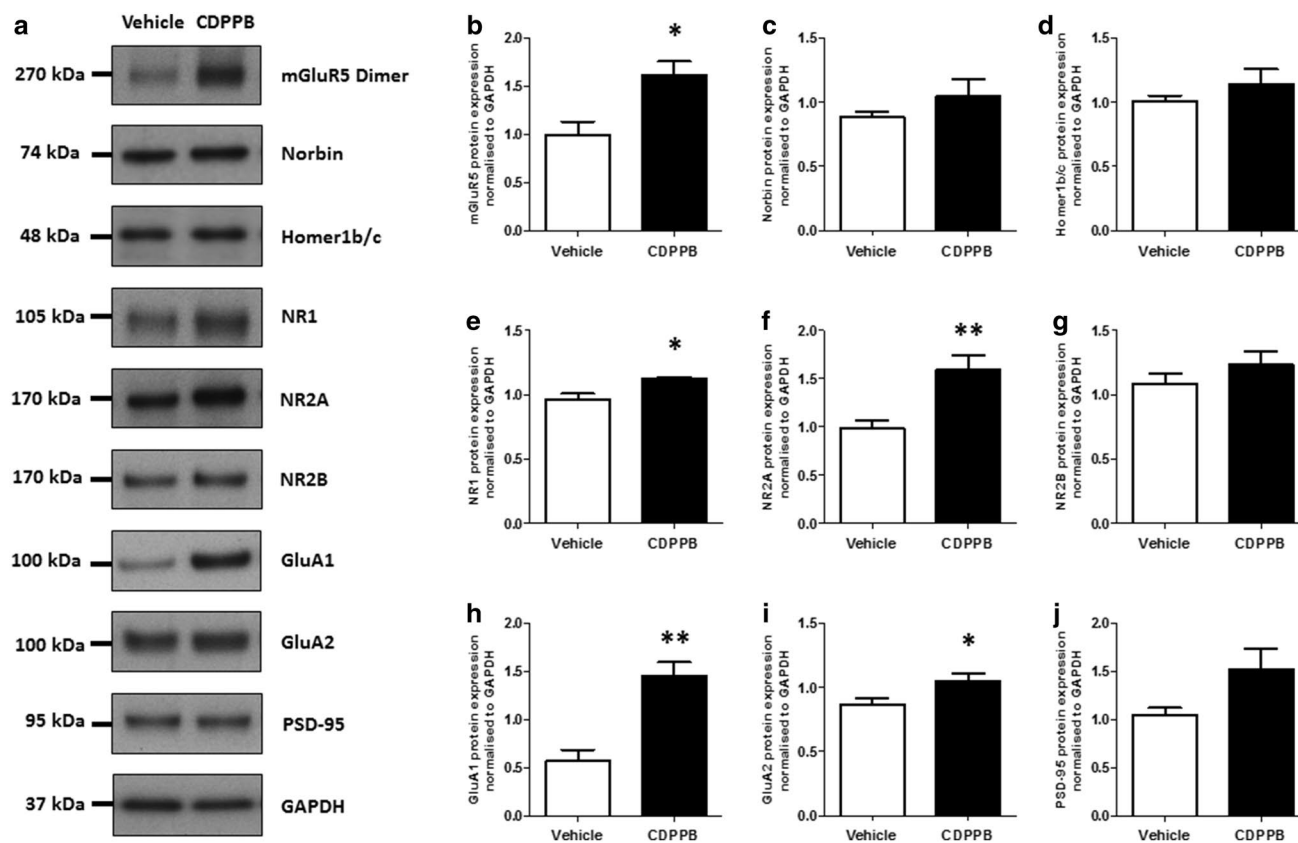 a
Vehicle CDPPB
270 kDa mGluR5 Dimer
74 kDa Norbin
48 kDa Homer1b/c
105 kDa NR1
170 kDa NR2A
170 kDa NR2B
100 kDa GluA1
100 kDa GluA2
95 kDa PSD-95
37 kDa GAPDH
b
mGluR5 protein expression
normalised to GAPDH
2.0
1.5
1.0
0.5
0.0
*
Vehicle CDPPB
c
Norbin protein expression
normalised to GAPDH
1.5
1.0
0.5
0.0
Vehicle CDPPB
d
Homer1b/c protein expression
normalised to GAPDH
1.5
1.0
0.5
0.0
Vehicle CDPPB
e
NR1 protein expression
normalised to GAPDH
1.5
1.0
0.5
0.0
*
Vehicle CDPPB
f
NR2A protein expression
normalised to GAPDH
2.0
1.5
1.0
0.5
0.0
**
Vehicle CDPPB
g
NR2B protein expression
normalised to GAPDH
1.5
1.0
0.5
0.0
Vehicle CDPPB
h
GluA1 protein expression
normalised to GAPDH
2.0
1.5
1.0
0.5
0.0
**
Vehicle CDPPB
i
GluA2 protein expression
normalised to GAPDH
1.5
1.0
0.5
0.0
*
Vehicle CDPPB
j
PSD-95 protein expression
normalised to GAPDH
2.0
1.5
1.0
0.5
0.0
Vehicle CDPPB